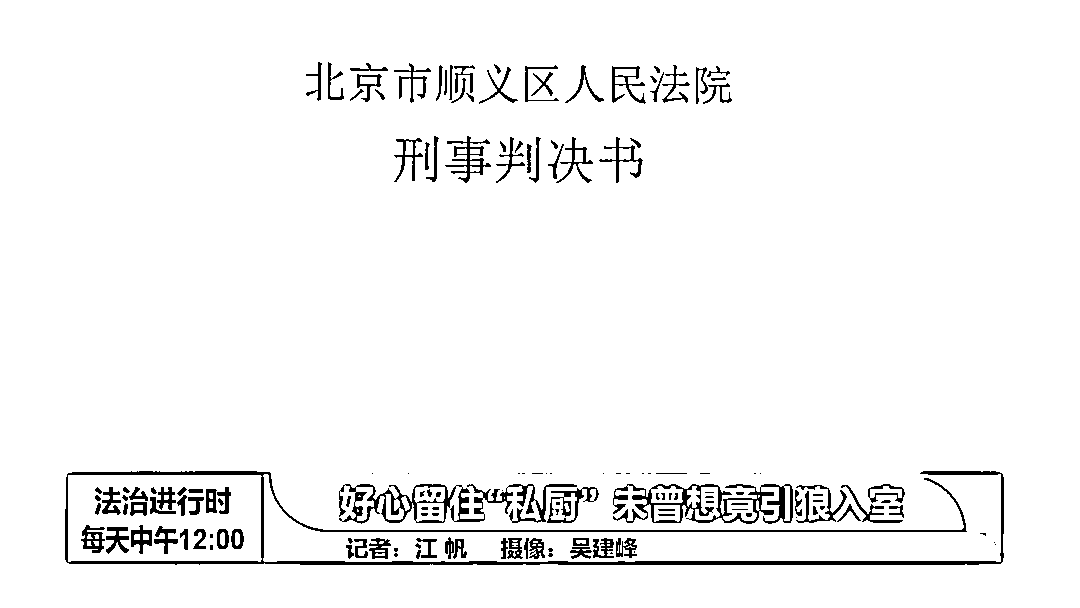 北京市顺义区人民法院
刑事判决书
法治进行时
每天中午12:00
好心留住“私厨” 未曾想竟引狼入室
记者：江 帆 摄像：吴建峰